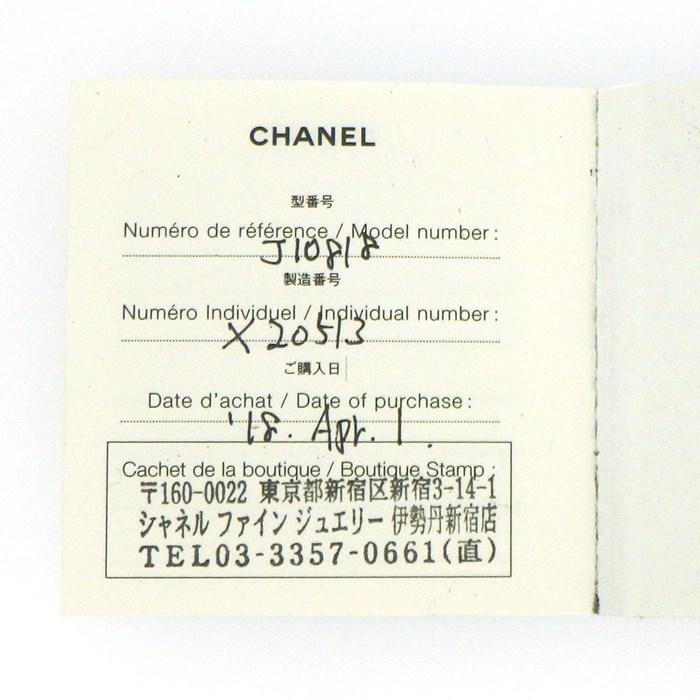 CHANEL
型番号
Numéro de référence / Model number :
J10818
製造番号
Numéro Individuel / Individual number :
X20513
ご購入日
Date d'achat / Date of purchase :
'18. Apr. 1.
Cachet de la boutique / Boutique Stamp :
〒160-0022 東京都新宿区新宿3-14-1
シャネル ファイン ジュエリー 伊勢丹新宿店
TEL03-3357-0661(直)